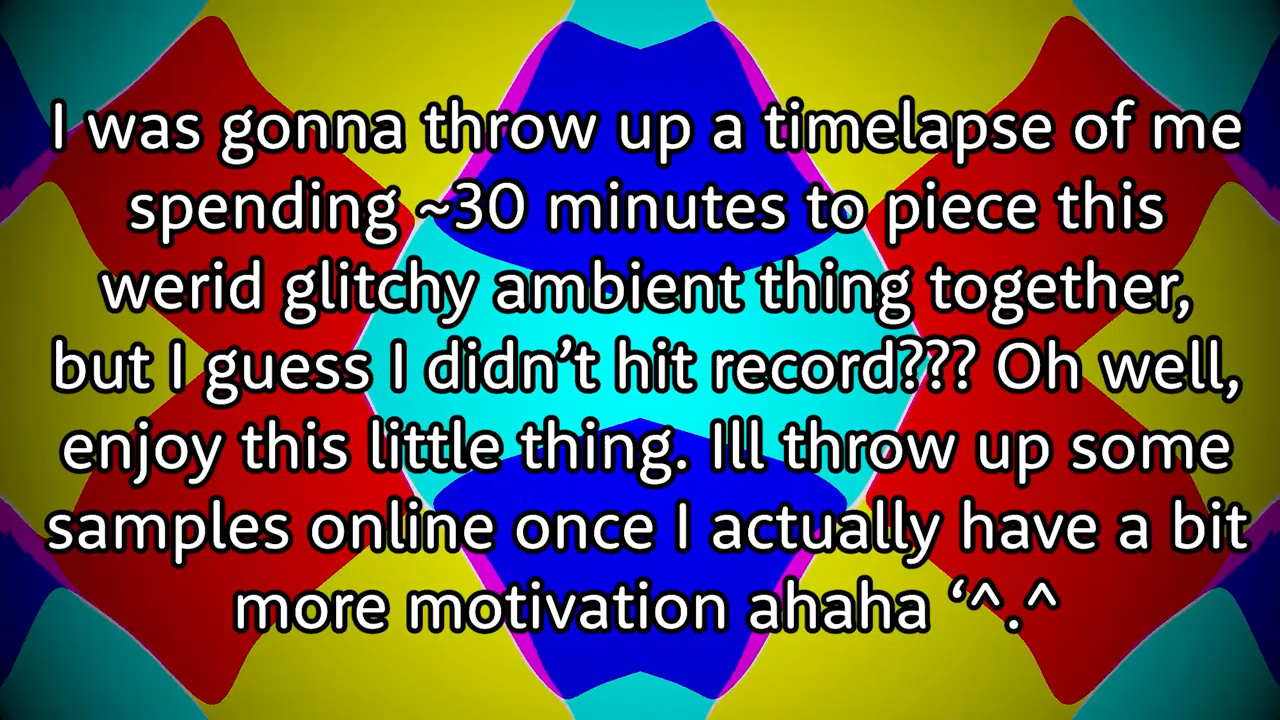 I was gonna throw up a timelapse of me
spending ~30 minutes to piece this
werid glitchy ambient thing together,
but I guess I didn’t hit record??? Oh well,
enjoy this little thing. Ill throw up some
samples online once I actually have a bit
more motivation ahaha ‘^.^